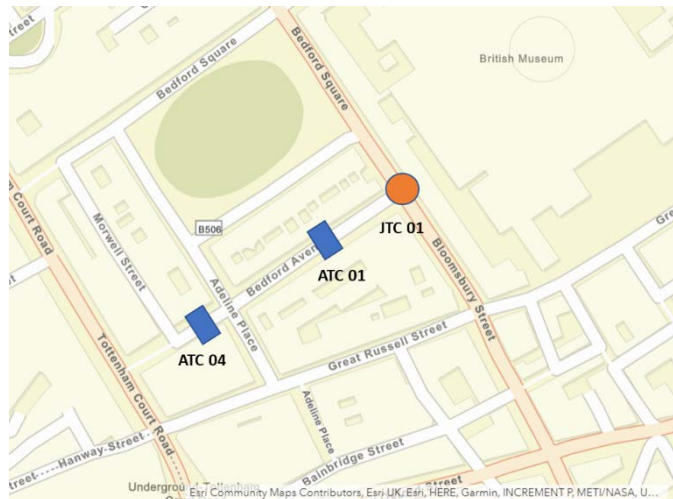 Bedford Square
Bedford Square
British Museum
Street
Court Road
Morwell Street
B506
JTC 01
Bedford Aven
ATC 01
Adeline Place
Bloomsbury Street
Gre
ATC 04
Great Russell Street
Tottenham Court Road
Adeline Place
Hanway Street
Street
Bainbridge Street
Esri Community Maps Contributors, Esri UK, Esri, HERE, Garmin, INCREMENT P, METI/NASA, U...